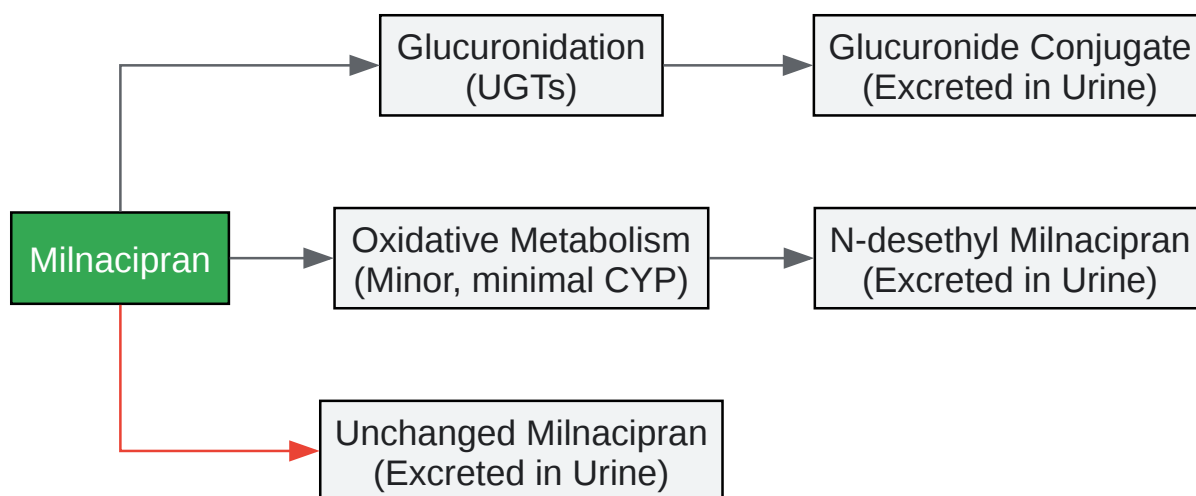 Glucuronidation
(UGTs)
Glucuronide Conjugate
(Excreted in Urine)
Milnacipran
Oxidative Metabolism
(Minor, minimal CYP)
N-desethyl Milnacipran
(Excreted in Urine)
Unchanged Milnacipran
(Excreted in Urine)